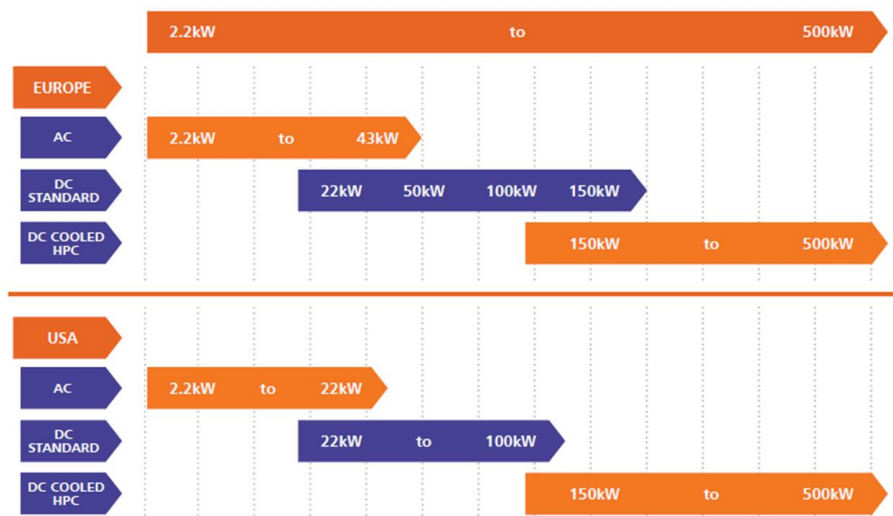 2.2kW to 500kW
EUROPE
AC
2.2kW to 43kW
DC
STANDARD
22kW 50kW 100kW 150kW
DC COOLED
HPC
150kW to 500kW
USA
AC
2.2kW to 22kW
DC
STANDARD
22kW to 100kW
DC COOLED
HPC
150kW to 500kW